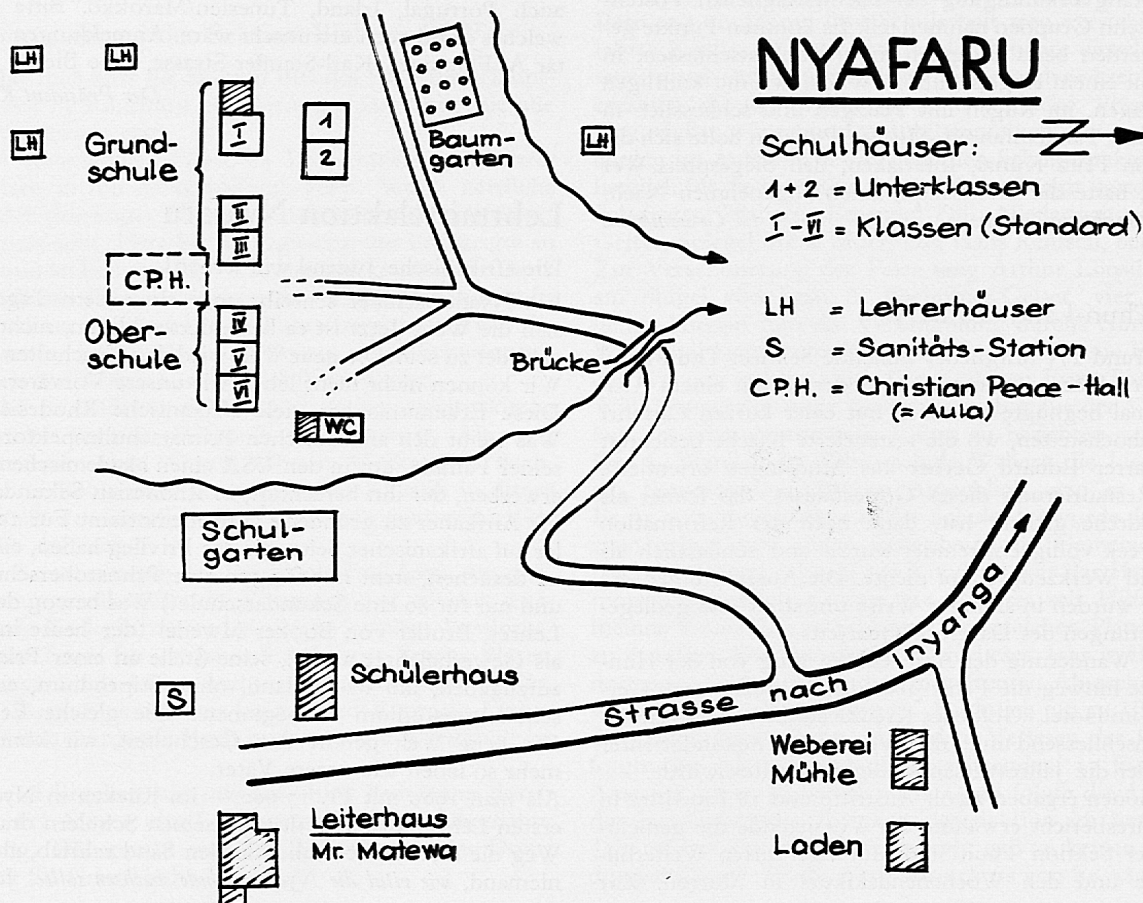 NYAFARU
Schulhäuser:
1+2 = Unterklassen
I-VI = Klassen (Standard)
LH = Lehrerhäuser
S = Sanitäts-Station
C.P.H. = Christian Peace-Hall
(= Aula)
LH
LH
LH
LH
Grund-
schule
I
II
III
1
2
Baum-
garten
C.P.H.
Ober-
schule
IV
V
VI
WC
Brücke
Schul-
garten
S
Schülerhaus
Strasse nach Inyanga
Leiterhaus
Mr. Matewa
Weberei
Mühle
Laden